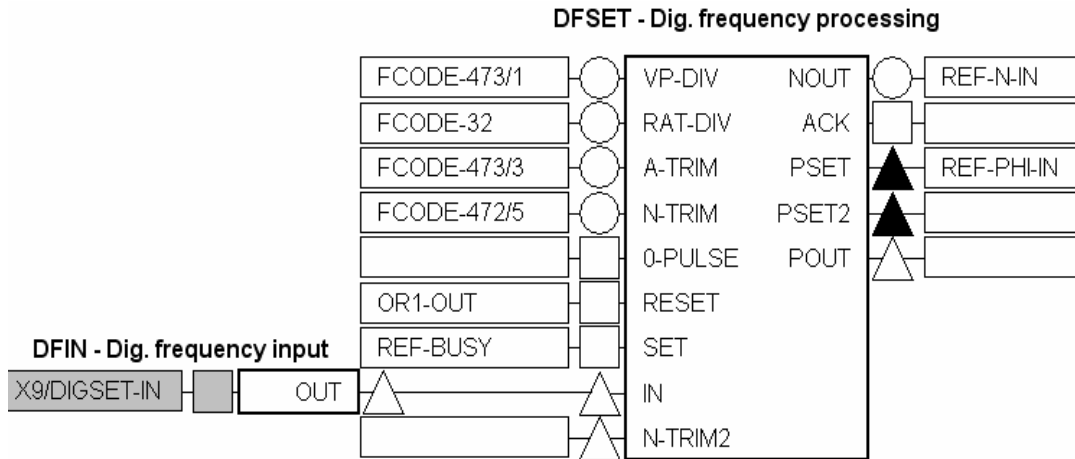 DFSET - Dig. frequency processing
FCODE-473/1 VP-DIV NOUT REF-N-IN
FCODE-32 RAT-DIV ACK
FCODE-473/3 A-TRIM PSET REF-PHI-IN
FCODE-472/5 N-TRIM PSET2
0-PULSE POUT
OR1-OUT RESET
DFIN - Dig. frequency input REF-BUSY SET
X9/DIGSET-IN OUT IN
N-TRIM2